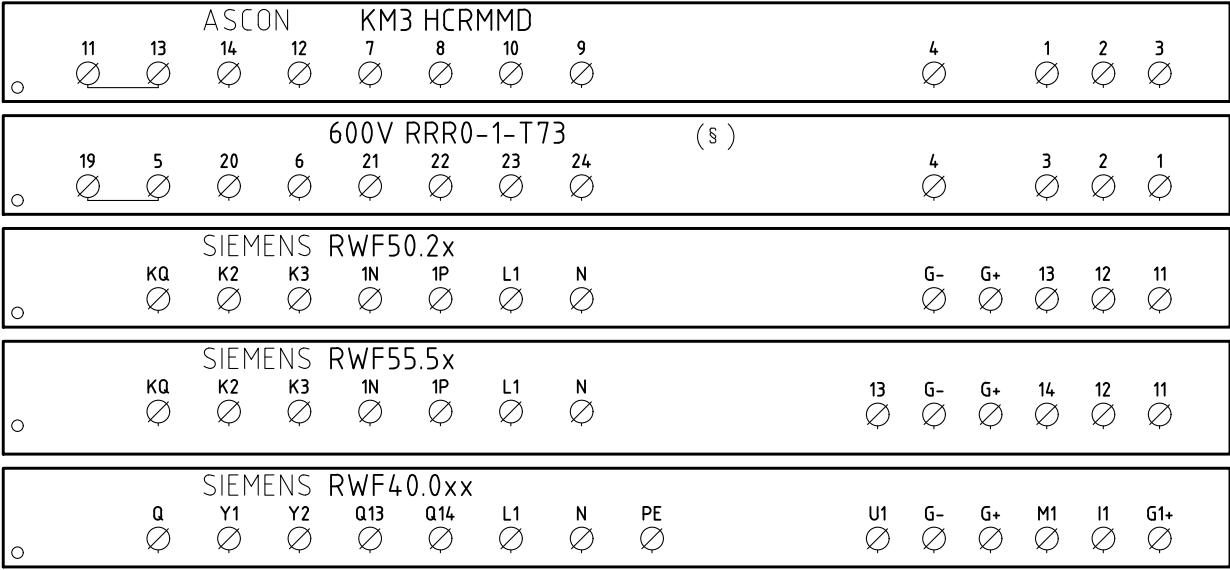 ASCON KM3 HCRMMD
11 13 14 12 7 8 10 9 4 1 2 3
600V RRR0-1-T73 (§)
19 5 20 6 21 22 23 24 4 3 2 1
SIEMENS RWF50.2x
KQ K2 K3 1N 1P L1 N G- G+ 13 12 11
SIEMENS RWF55.5x
KQ K2 K3 1N 1P L1 N 13 G- G+ 14 12 11
SIEMENS RWF40.0xx
Q Y1 Y2 Q13 Q14 L1 N PE U1 G- G+ M1 I1 G1+